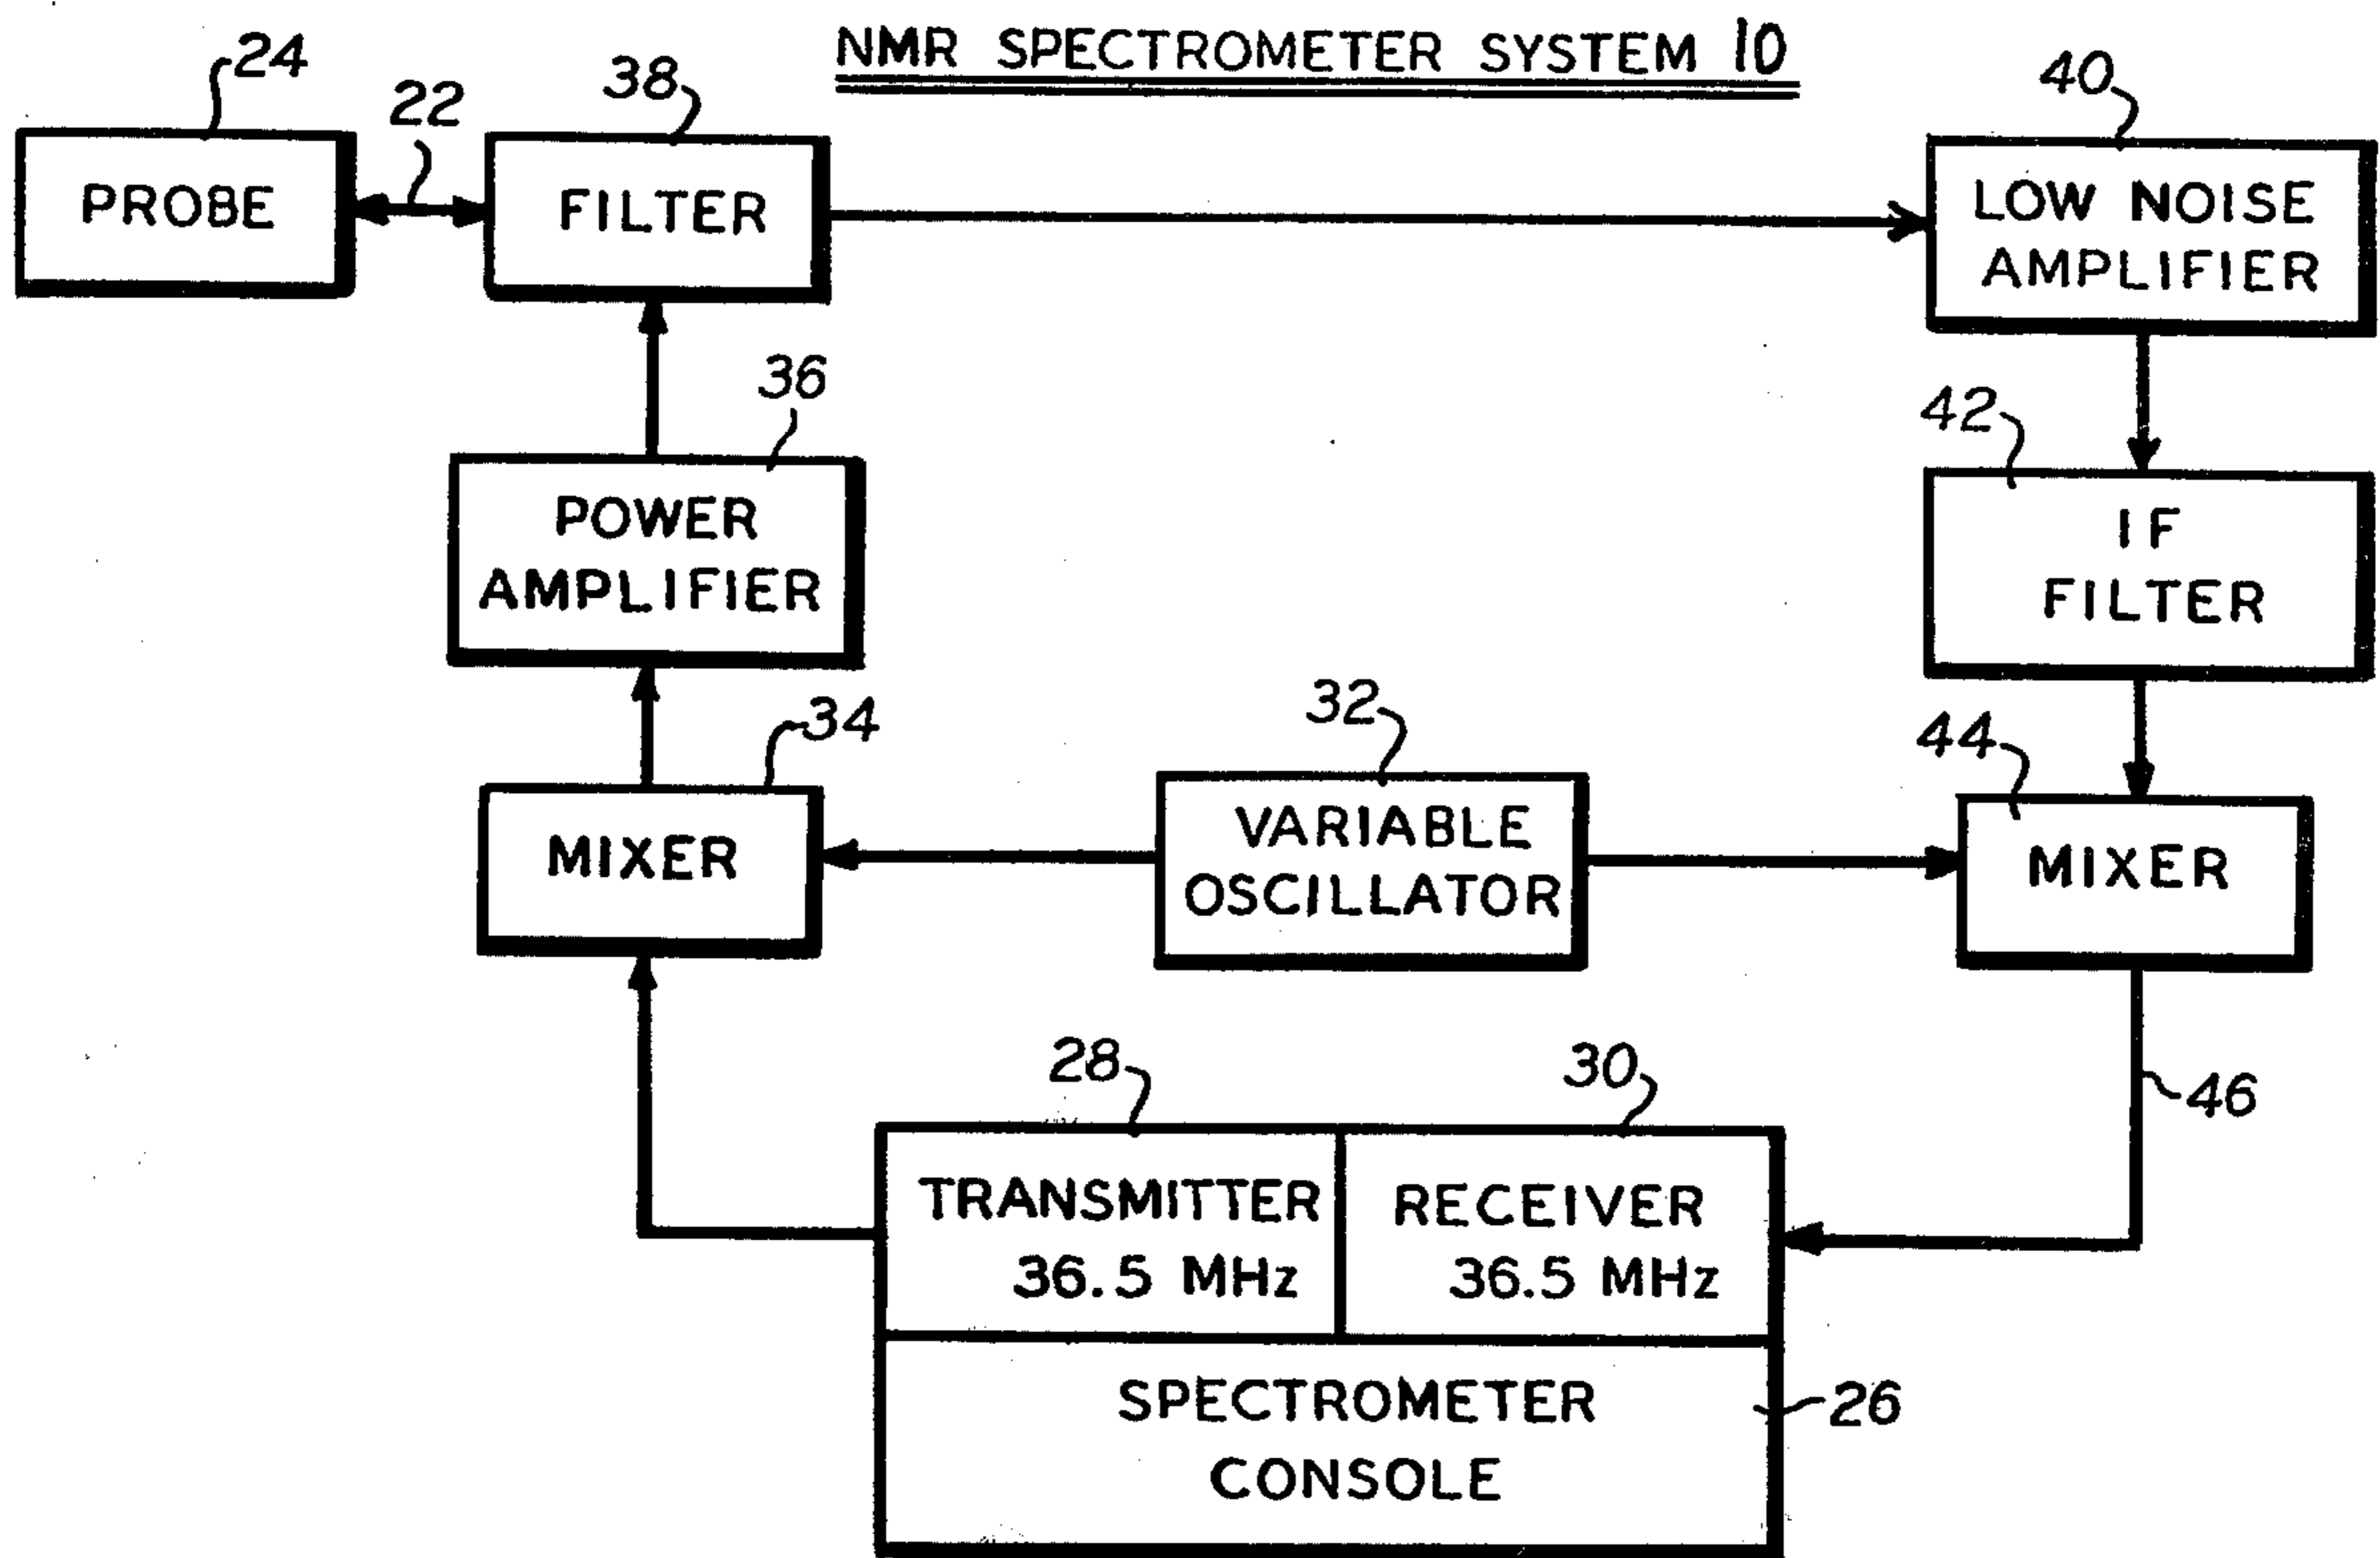 NMR SPECTROMETER SYSTEM 10
24
22
38
40
PROBE
FILTER
LOW NOISE
AMPLIFIER
36
42
POWER
AMPLIFIER
IF
FILTER
34
32
44
MIXER
VARIABLE
OSCILLATOR
MIXER
28
30
46
TRANSMITTER
36.5 MHz
RECEIVER
36.5 MHz
SPECTROMETER
CONSOLE
26